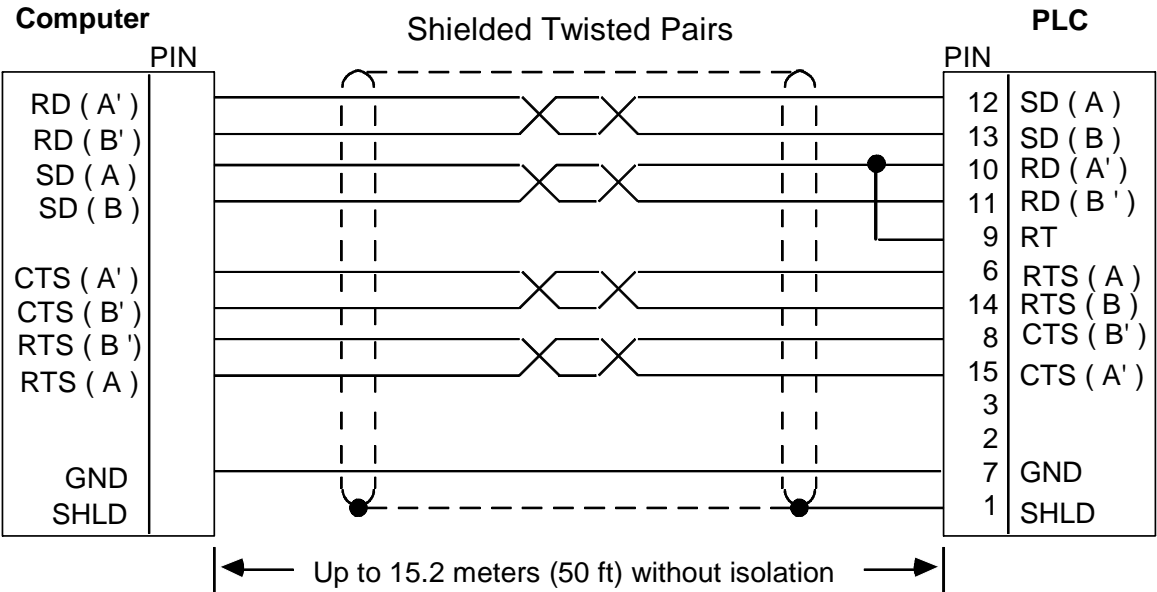 Computer
Shielded Twisted Pairs
PLC
PIN
PIN
RD ( A' )
12 SD ( A )
RD ( B' )
13 SD ( B )
SD ( A )
10 RD ( A' )
SD ( B )
11 RD ( B ' )
9 RT
CTS ( A' )
6 RTS ( A )
CTS ( B' )
14 RTS ( B )
RTS ( B ')
8 CTS ( B' )
RTS ( A )
15 CTS ( A' )
3
2
GND
7 GND
SHLD
1 SHLD
Up to 15.2 meters (50 ft) without isolation